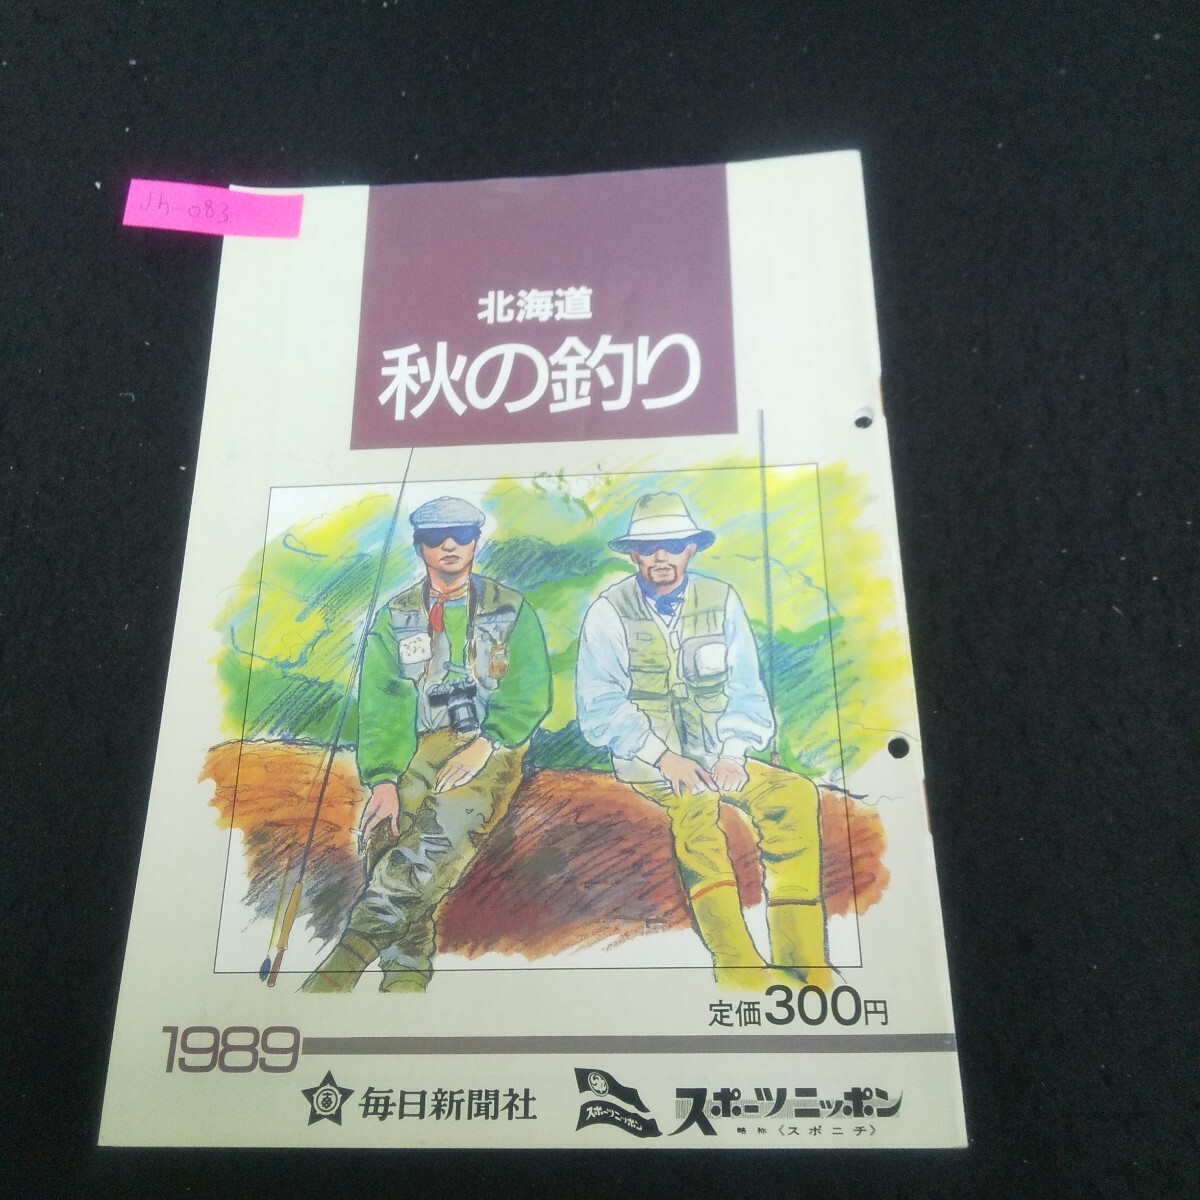 Jh-083
北海道
秋の釣り
定価300円
1989
毎日新聞社
スポーツニッポン
スポーツニッポン
略称《スポニチ》